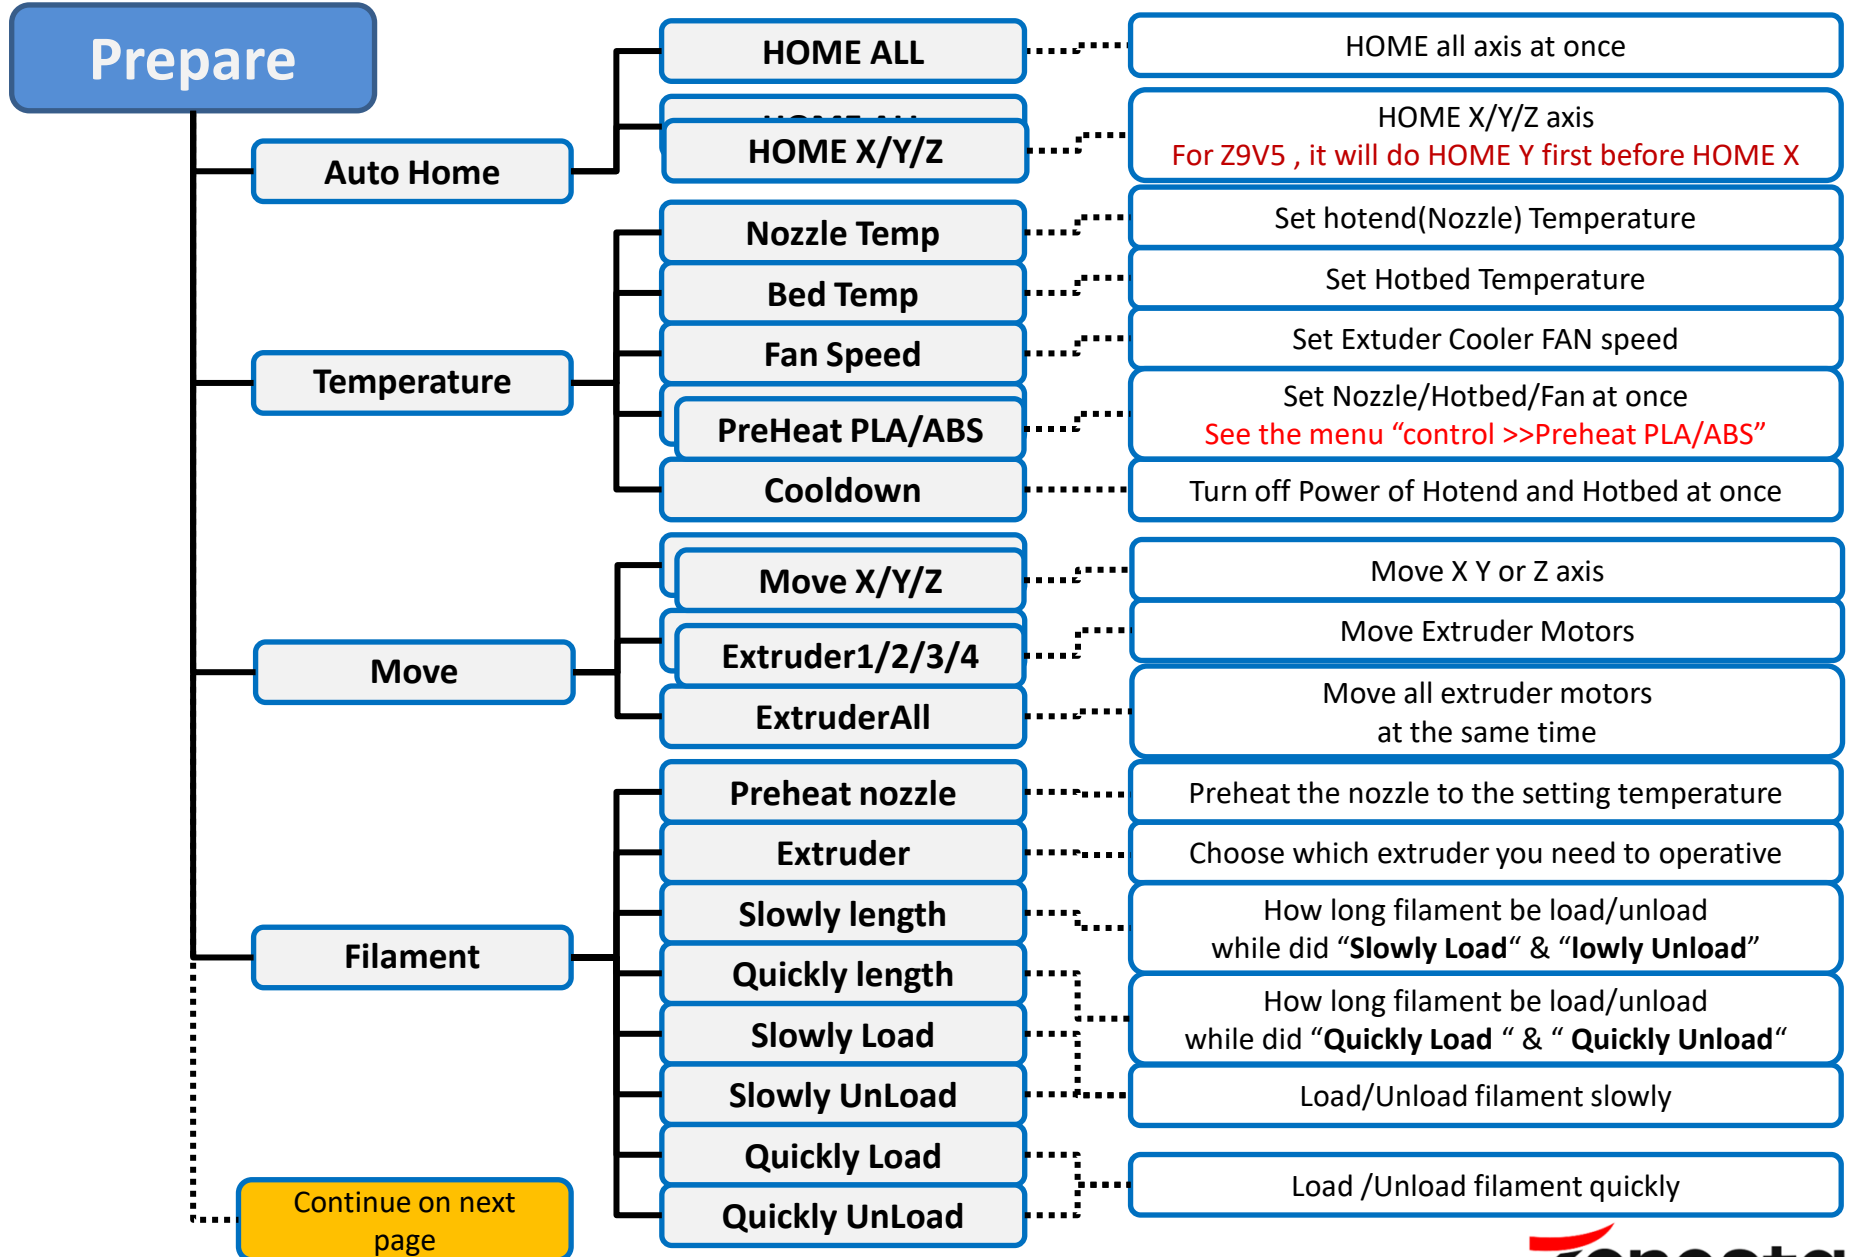 Prepare
HOME ALL
HOME all axis at once
HOME X/Y/Z
HOME X/Y/Z axis
For Z9V5 , it will do HOME Y first before HOME X
Auto Home
Nozzle Temp
Set hotend(Nozzle) Temperature
Bed Temp
Set Hotbed Temperature
Fan Speed
Set Extuder Cooler FAN speed
Temperature
PreHeat PLA/ABS
Set Nozzle/Hotbed/Fan at once
See the menu “control >>Preheat PLA/ABS”
Cooldown
Turn off Power of Hotend and Hotbed at once
Move X/Y/Z
Move X Y or Z axis
Extruder1/2/3/4
Move Extruder Motors
Move
ExtruderAll
Move all extruder motors
at the same time
Preheat nozzle
Preheat the nozzle to the setting temperature
Extruder
Choose which extruder you need to operative
Slowly length
How long filament be load/unload
while did “Slowly Load“ & “lowly Unload”
Filament
Quickly length
How long filament be load/unload
while did “Quickly Load “ & “ Quickly Unload“
Slowly Load
Slowly UnLoad
Load/Unload filament slowly
Quickly Load
Quickly UnLoad
Load /Unload filament quickly
Continue on next
page